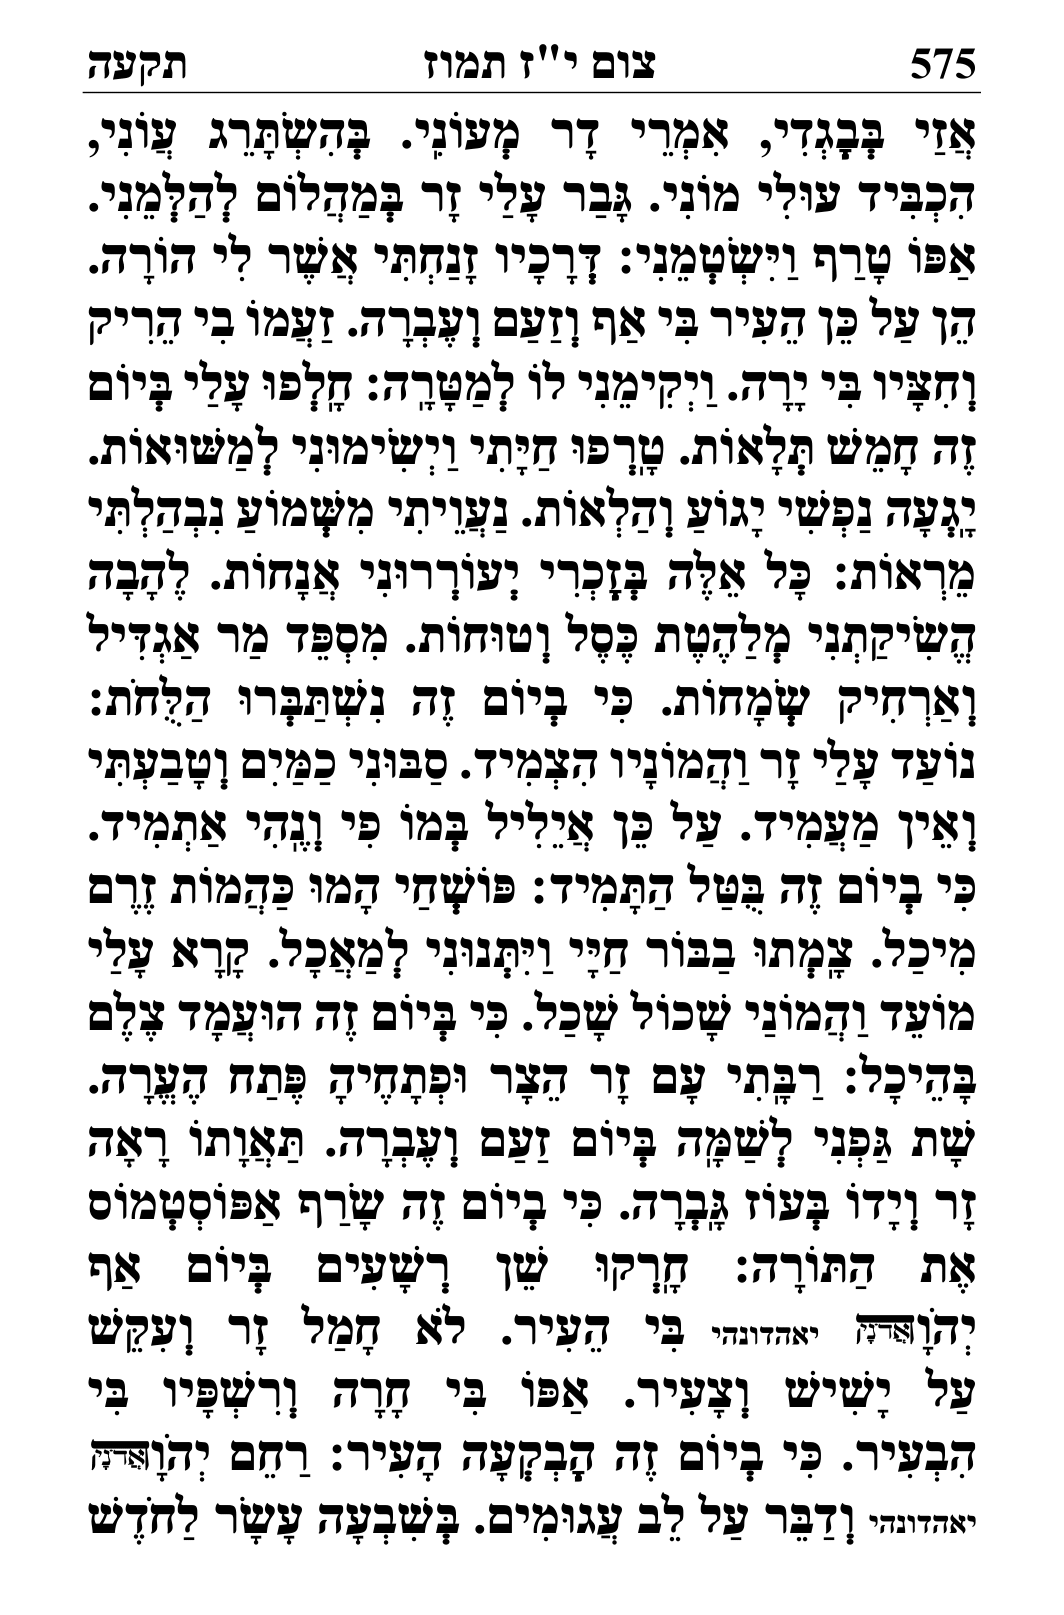 575 צום י"ז תמוז תקעה
אֲזַי בְּבָגְדִי, אִמְרֵי דָר מְעוֹנִי. בְּהִשְׂתָּרֵג עֲוֹנִי,
הִכְבִּיד עוּלִי מוֹנִי. גָּבַר עָלַי זָר בְּמַהֲלוֹם לְהַלְּמֵנִי.
אַפּוֹ טָרַף וַיִּשְׂטְמֵנִי: דְּרָכָיו זָנַחְתִּי אֲשֶׁר לִי הוֹרָה.
הֵן עַל כֵּן הֵעִיר בִּי אַף וְזַעַם וְעֶבְרָה. זַעֲמוֹ בִי הֵרִיק
וְחִצָּיו בִּי יָרָה. וַיְקִימֵנִי לוֹ לְמַטָּרָה: חָלְפוּ עָלַי בְּיוֹם
זֶה חָמֵשׁ תְּלָאוֹת. טָרְפוּ חַיָּתִי וַיְשִׂימוּנִי לְמַשּׁוּאוֹת.
יָגְעָה נַפְשִׁי יָגוֹעַ וְהַלְאוֹת. נַעֲוֵיתִי מִשְּׁמוֹעַ נִבְהַלְתִּי
מֵרְאוֹת: כָּל אֵלֶּה בְּזָכְרִי יְעוֹרְרוּנִי אֲנָחוֹת. לֶהָבָה
הֱשִׂיקַתְנִי מְלַהֶטֶת כֶּסֶל וְטוּחוֹת. מִסְפֵּד מַר אַגְדִּיל
וְאַרְחִיק שְׂמָחוֹת. כִּי בְיוֹם זֶה נִשְׁתַּבְּרוּ הַלֻּחֹת:
נוֹעַד עָלַי זָר וַהֲמוֹנָיו הִצְמִיד. סַבּוּנִי כַמַּיִם וְטָבַעְתִּי
וְאֵין מַעֲמִיד. עַל כֵּן אֲיֵלִיל בְּמוֹ פִי וְנֶהִי אַתְמִיד.
כִּי בְיוֹם זֶה בֻּטַּל הַתָּמִיד: פּוֹשְׁחַי הָמוּ כַּהֲמוֹת זֶרֶם
מִיכַל. צָמְתוּ בַבּוֹר חַיָּי וַיִּתְּנוּנִי לְמַאֲכָל. קָרָא עָלַי
מוֹעֵד וַהֲמוֹנַי שָׁכוֹל שָׁכַל. כִּי בְּיוֹם זֶה הוּעֲמָד צֶלֶם
בָּהֵיכָל: רַבָּתִי עָם זָר הֵצָר וּפְתָחֶיהָ פֶּתַח הֶעֱרָה.
שָׁת גַּפְנִי לְשַׁמָּה בְּיוֹם זַעַם וְעֶבְרָה. תַּאֲוָתוֹ רָאָה
זָר וְיָדוֹ בְּעוֹז גָּבְרָה. כִּי בְיוֹם זֶה שָׂרַף אַפּוֹסְטְמוֹס
אֶת הַתּוֹרָה: חָרְקוּ שֵׁן רְשָׁעִים בְּיוֹם אַף
יְהֹוָאֲדֹנָי יאהדונהי בִּי הֵעִיר. לֹא חָמַל זָר וְעִקֵּשׁ
עַל יָשִׁישׁ וְצָעִיר. אַפּוֹ בִּי חָרָה וְרִשְׁפָּיו בִּי
הִבְעִיר. כִּי בְיוֹם זֶה הָבְקְעָה הָעִיר: רַחֵם יְהֹוָאֲדֹנָי
יאהדונהי וְדַבֵּר עַל לֵב עֲגוּמִים. בְּשִׁבְעָה עָשָׂר לַחֹדֶשׁ